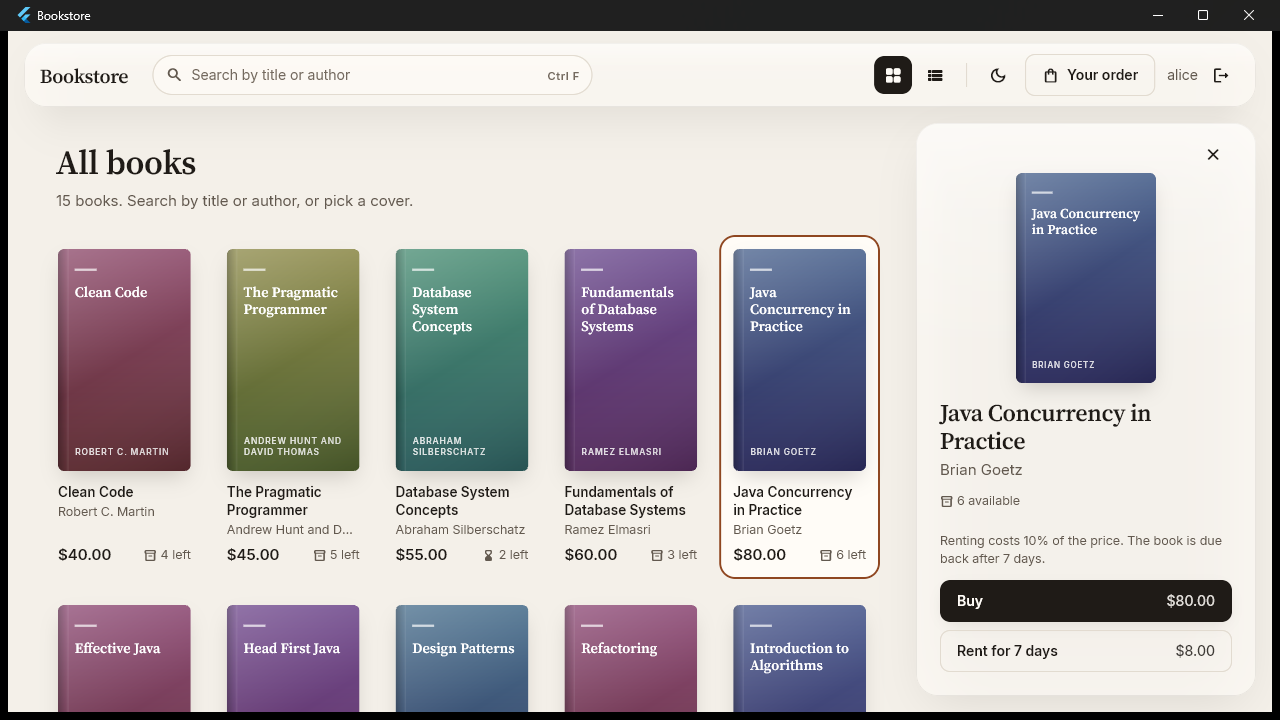 Bookstore
Bookstore
Search by title or author
Ctrl F
Your order
alice
All books
15 books. Search by title or author, or pick a cover.
Clean Code
ROBERT C. MARTIN
Clean Code
Robert C. Martin
$40.00
4 left
The Pragmatic
Programmer
ANDREW HUNT AND
DAVID THOMAS
The Pragmatic
Programmer
Andrew Hunt and D...
$45.00
5 left
Database
System
Concepts
ABRAHAM
SILBERSCHATZ
Database System
Concepts
Abraham Silberschatz
$55.00
2 left
Fundamentals
of Database
Systems
RAMEZ ELMASRI
Fundamentals of
Database Systems
Ramez Elmasri
$60.00
3 left
Java
Concurrency in
Practice
BRIAN GOETZ
Java Concurrency
in Practice
Brian Goetz
$80.00
6 left
Effective Java
Head First Java
Design Patterns
Refactoring
Introduction to
Algorithms
Java Concurrency
in Practice
BRIAN GOETZ
Java Concurrency in
Practice
Brian Goetz
6 available
Renting costs 10% of the price. The book is due
back after 7 days.
Buy
$80.00
Rent for 7 days
$8.00